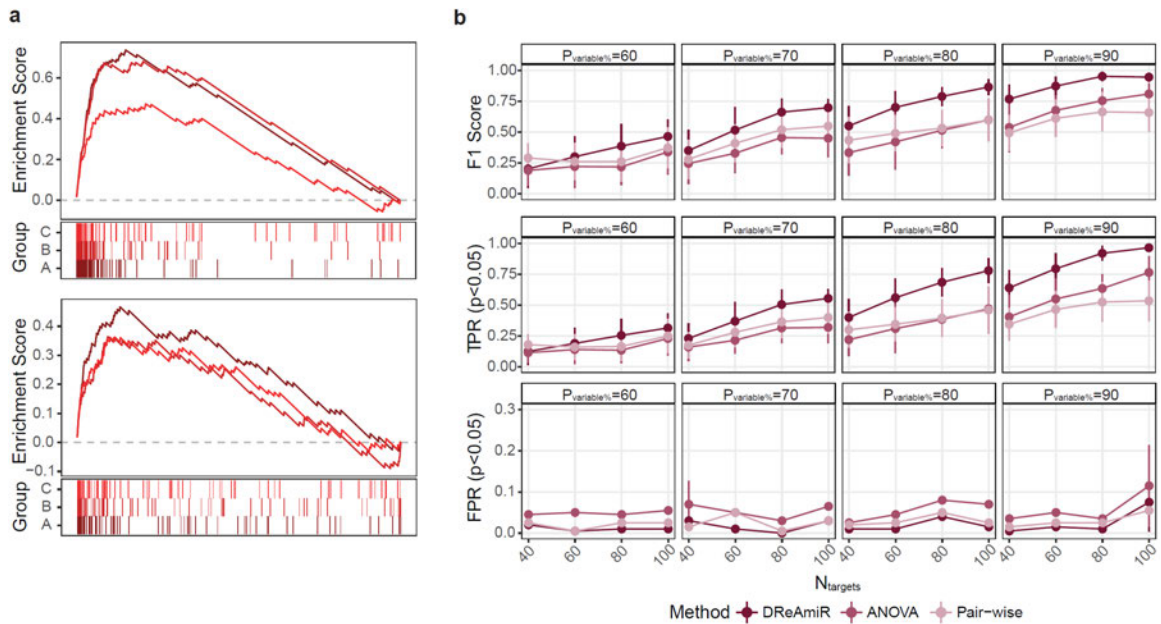 a
Enrichment Score
0.6
0.4
0.2
0.0
Group
C
B
A
Enrichment Score
0.4
0.3
0.2
0.1
0.0
−0.1
Group
C
B
A
b
Pvariable%=60 Pvariable%=70 Pvariable%=80 Pvariable%=90
F1 Score
1.00
0.75
0.50
0.25
0.00
Pvariable%=60 Pvariable%=70 Pvariable%=80 Pvariable%=90
TPR (p<0.05)
1.00
0.75
0.50
0.25
0.00
Pvariable%=60 Pvariable%=70 Pvariable%=80 Pvariable%=90
FPR (p<0.05)
0.3
0.2
0.1
0.0
40 60 80 100 40 60 80 100 40 60 80 100 40 60 80 100
Ntargets
Method DReAmiR ANOVA Pair−wise